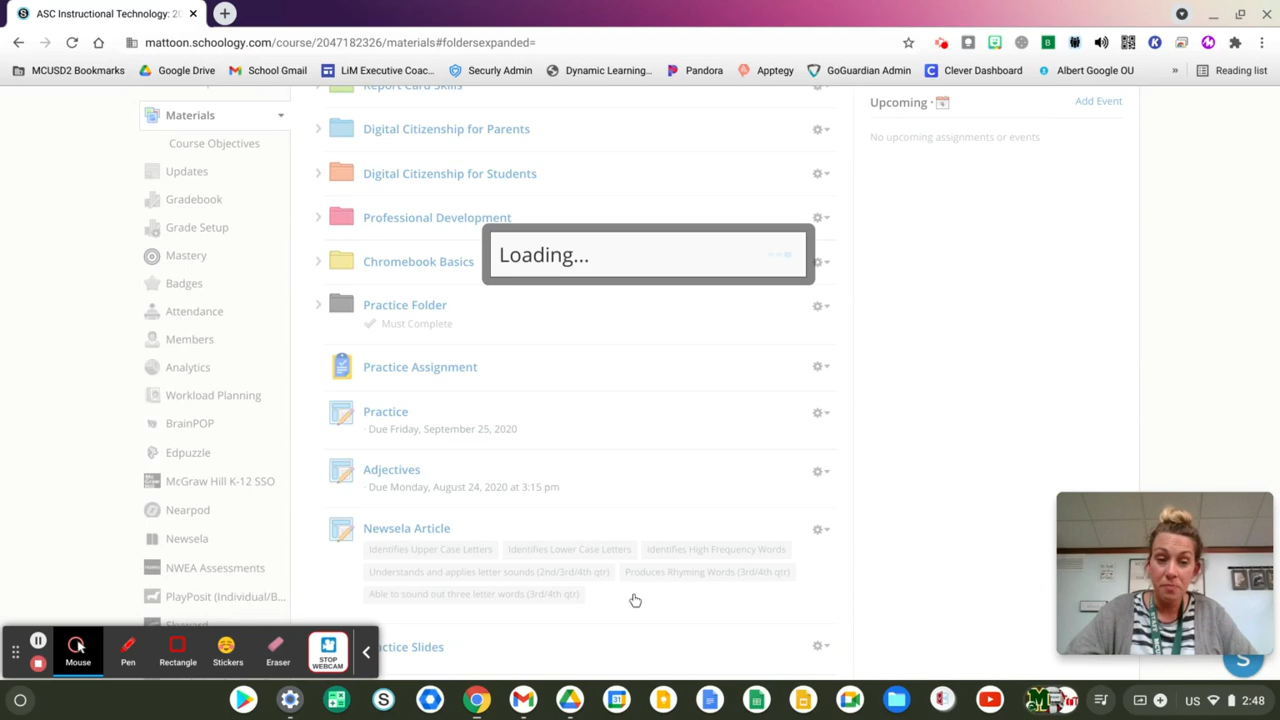 ASC Instructional Technology: 20
mattoon.schoology.com/course/2047182326/materials#foldersexpanded=
MCUSD2 Bookmarks
Google Drive
School Gmail
LiM Executive Coac...
Securly Admin
Dynamic Learning...
Pandora
Apptegy
GoGuardian Admin
Clever Dashboard
Albert Google OU
»
Reading list
Report Card Skills
Materials
Course Objectives
Updates
Gradebook
Grade Setup
Mastery
Badges
Attendance
Members
Analytics
Workload Planning
BrainPOP
Edpuzzle
McGraw Hill K-12 SSO
Nearpod
Newsela
NWEA Assessments
PlayPosit (Individual/B...
Digital Citizenship for Parents
Digital Citizenship for Students
Professional Development
Loading...
Chromebook Basics
Practice Folder
Must Complete
Practice Assignment
Practice
· Due Friday, September 25, 2020
Adjectives
· Due Monday, August 24, 2020 at 3:15 pm
Newsela Article
Identifies Upper Case Letters Identifies Lower Case Letters Identifies High Frequency Words
Understands and applies letter sounds (2nd/3rd/4th qtr) Produces Rhyming Words (3rd/4th qtr)
Able to sound out three letter words (3rd/4th qtr)
ctice Slides
Upcoming ·
Add Event
No upcoming assignments or events
Mouse
Pen
Rectangle
Stickers
Eraser
STOP
WEBCAM
US
2:48